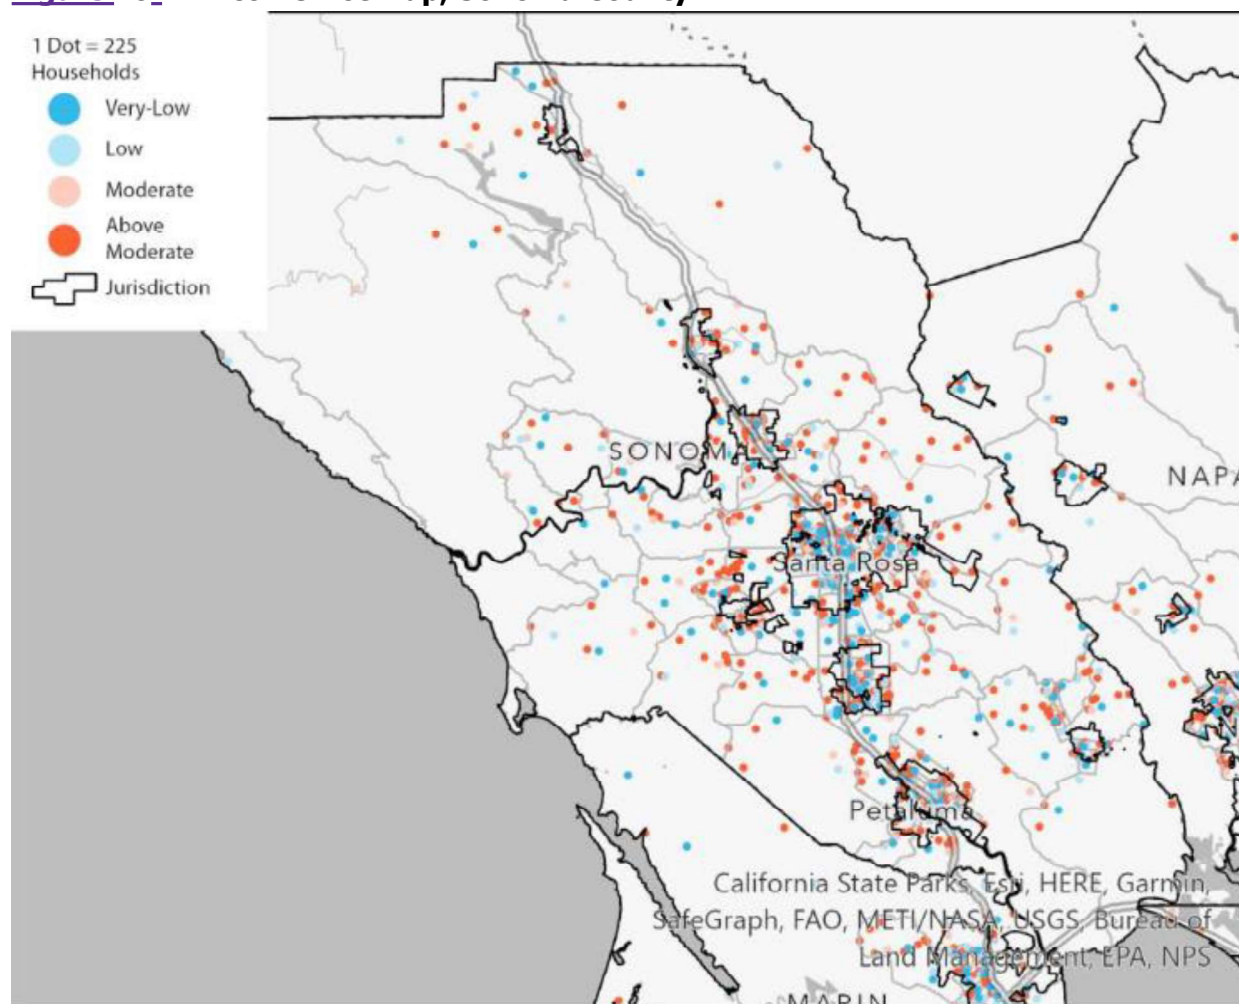 1 Dot = 225
Households
Very-Low
Low
Moderate
Above
Moderate
Jurisdiction
SONOMA
NAPA
Santa Rosa
Petaluma
California State Parks, Esri, HERE, Garmin,
SafeGraph, FAO, METI/NASA, USGS, Bureau of
Land Management, EPA, NPS
MARIN